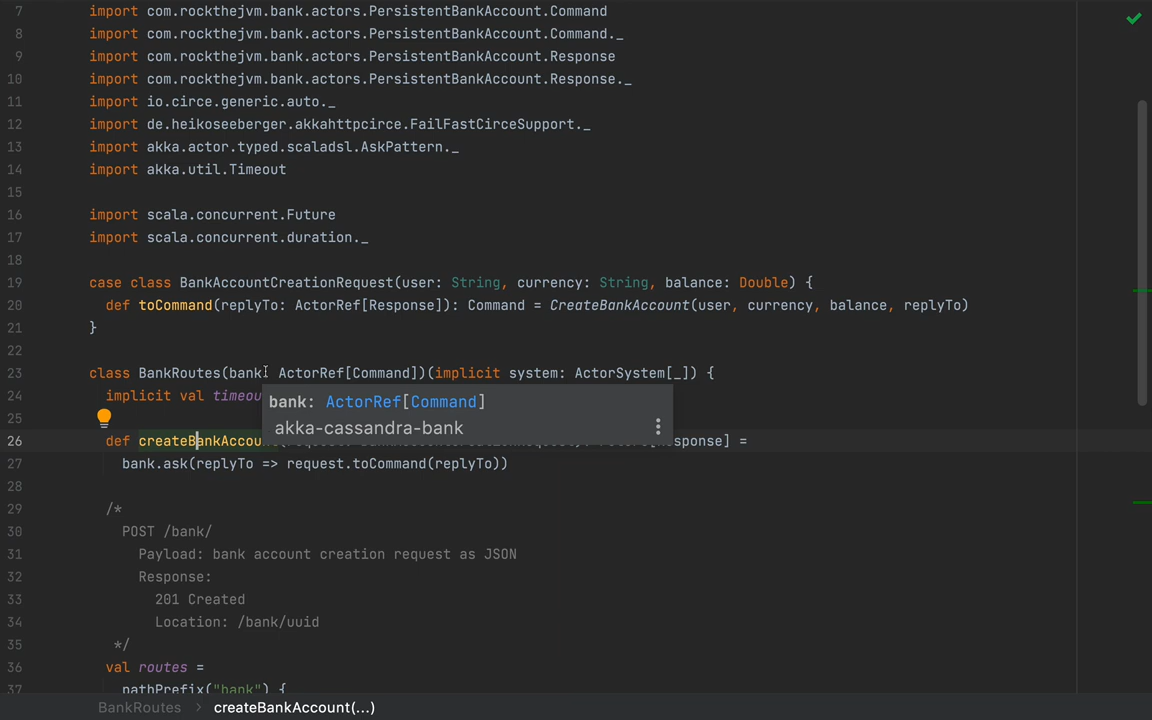 7 import com.rockthejvm.bank.actors.PersistentBankAccount.Command
8 import com.rockthejvm.bank.actors.PersistentBankAccount.Command._
9 import com.rockthejvm.bank.actors.PersistentBankAccount.Response
10 import com.rockthejvm.bank.actors.PersistentBankAccount.Response._
11 import io.circe.generic.auto._
12 import de.heikoseeberger.akkahttpcirce.FailFastCirceSupport._
13 import akka.actor.typed.scaladsl.AskPattern._
14 import akka.util.Timeout
15
16 import scala.concurrent.Future
17 import scala.concurrent.duration._
18
19 case class BankAccountCreationRequest(user: String, currency: String, balance: Double) {
20 def toCommand(replyTo: ActorRef[Response]): Command = CreateBankAccount(user, currency, balance, replyTo)
21 }
22
23 class BankRoutes(bank: ActorRef[Command])(implicit system: ActorSystem[_]) {
24 implicit val timeou
bank: ActorRef[Command]
25
akka-cassandra-bank
26 def createBankAccoun Response] =
27 bank.ask(replyTo => request.toCommand(replyTo))
28
29 /*
30 POST /bank/
31 Payload: bank account creation request as JSON
32 Response:
33 201 Created
34 Location: /bank/uuid
35 */
36 val routes =
37 pathPrefix("bank") {
BankRoutes > createBankAccount(...)